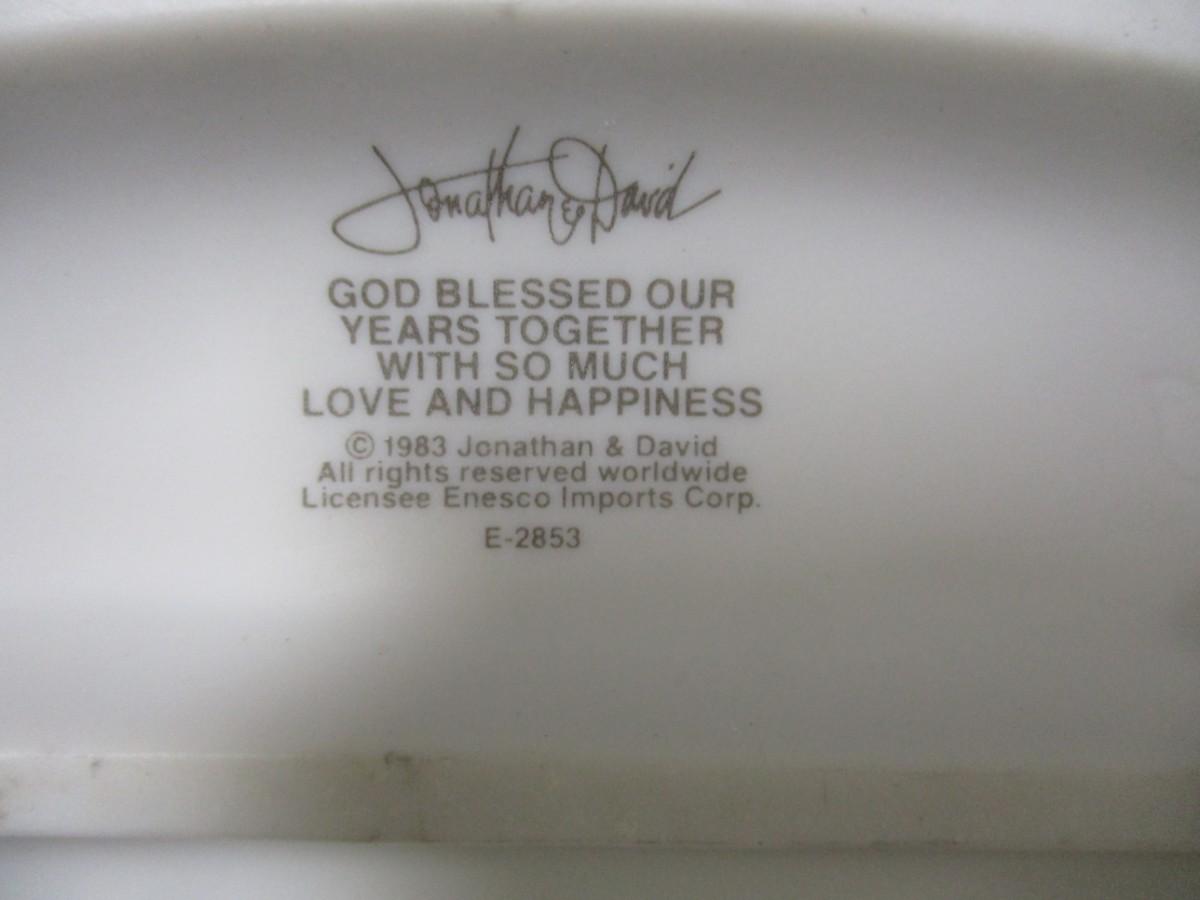 Jonathan & David
GOD BLESSED OUR
YEARS TOGETHER
WITH SO MUCH
LOVE AND HAPPINESS
© 1983 Jonathan & David
All rights reserved worldwide
Licensee Enesco Imports Corp.
E-2853